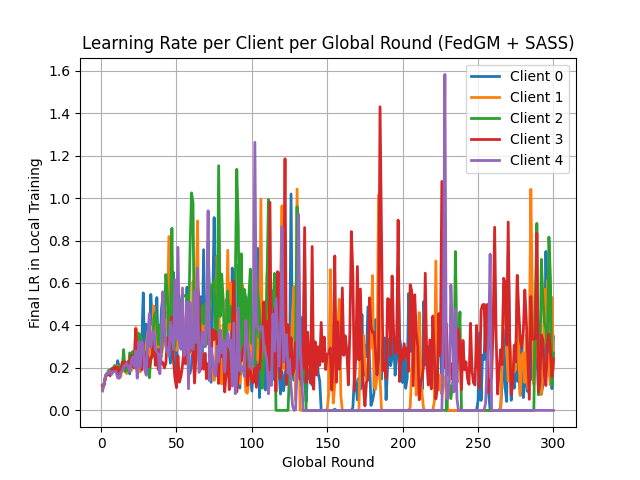 Learning Rate per Client per Global Round (FedGM + SASS)
Final LR in Local Training
1.6
1.4
1.2
1.0
0.8
0.6
0.4
0.2
0.0
Client 0
Client 1
Client 2
Client 3
Client 4
0 50 100 150 200 250 300
Global Round